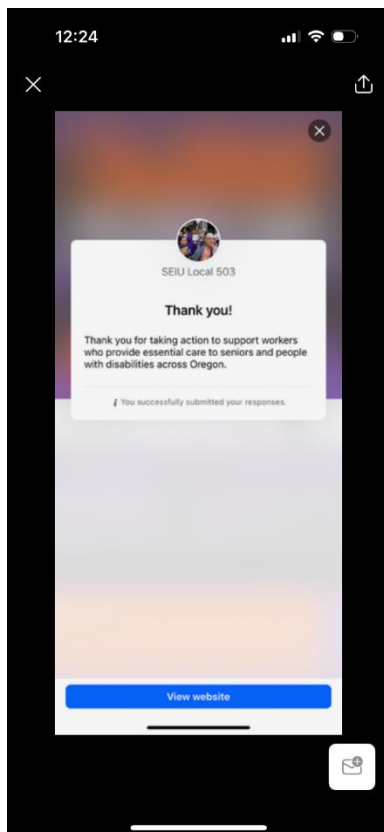 12:24
SEIU Local 503
Thank you!
Thank you for taking action to support workers
who provide essential care to seniors and people
with disabilities across Oregon.
i You successfully submitted your responses.
View website